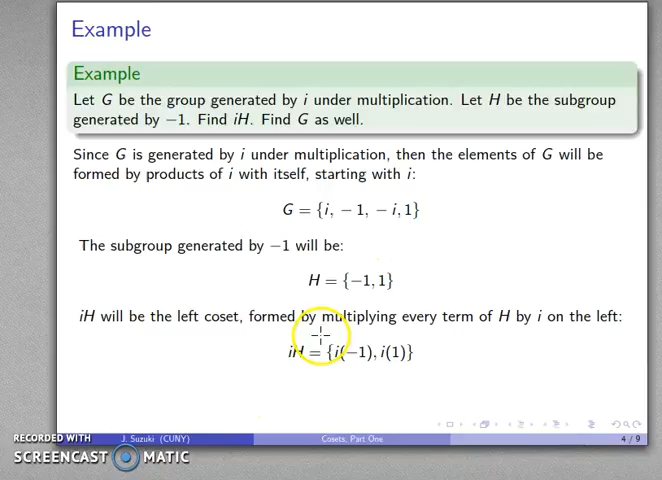 Example
Example
Let G be the group generated by i under multiplication. Let H be the subgroup
generated by −1. Find iH. Find G as well.
Since G is generated by i under multiplication, then the elements of G will be
formed by products of i with itself, starting with i:
G = {i, −1, −i, 1}
The subgroup generated by −1 will be:
H = {−1, 1}
iH will be the left coset, formed by multiplying every term of H by i on the left:
iH = {i(−1), i(1)}
J. Suzuki (CUNY) Cosets, Part One 4 / 9
RECORDED WITH
SCREENCAST MATIC